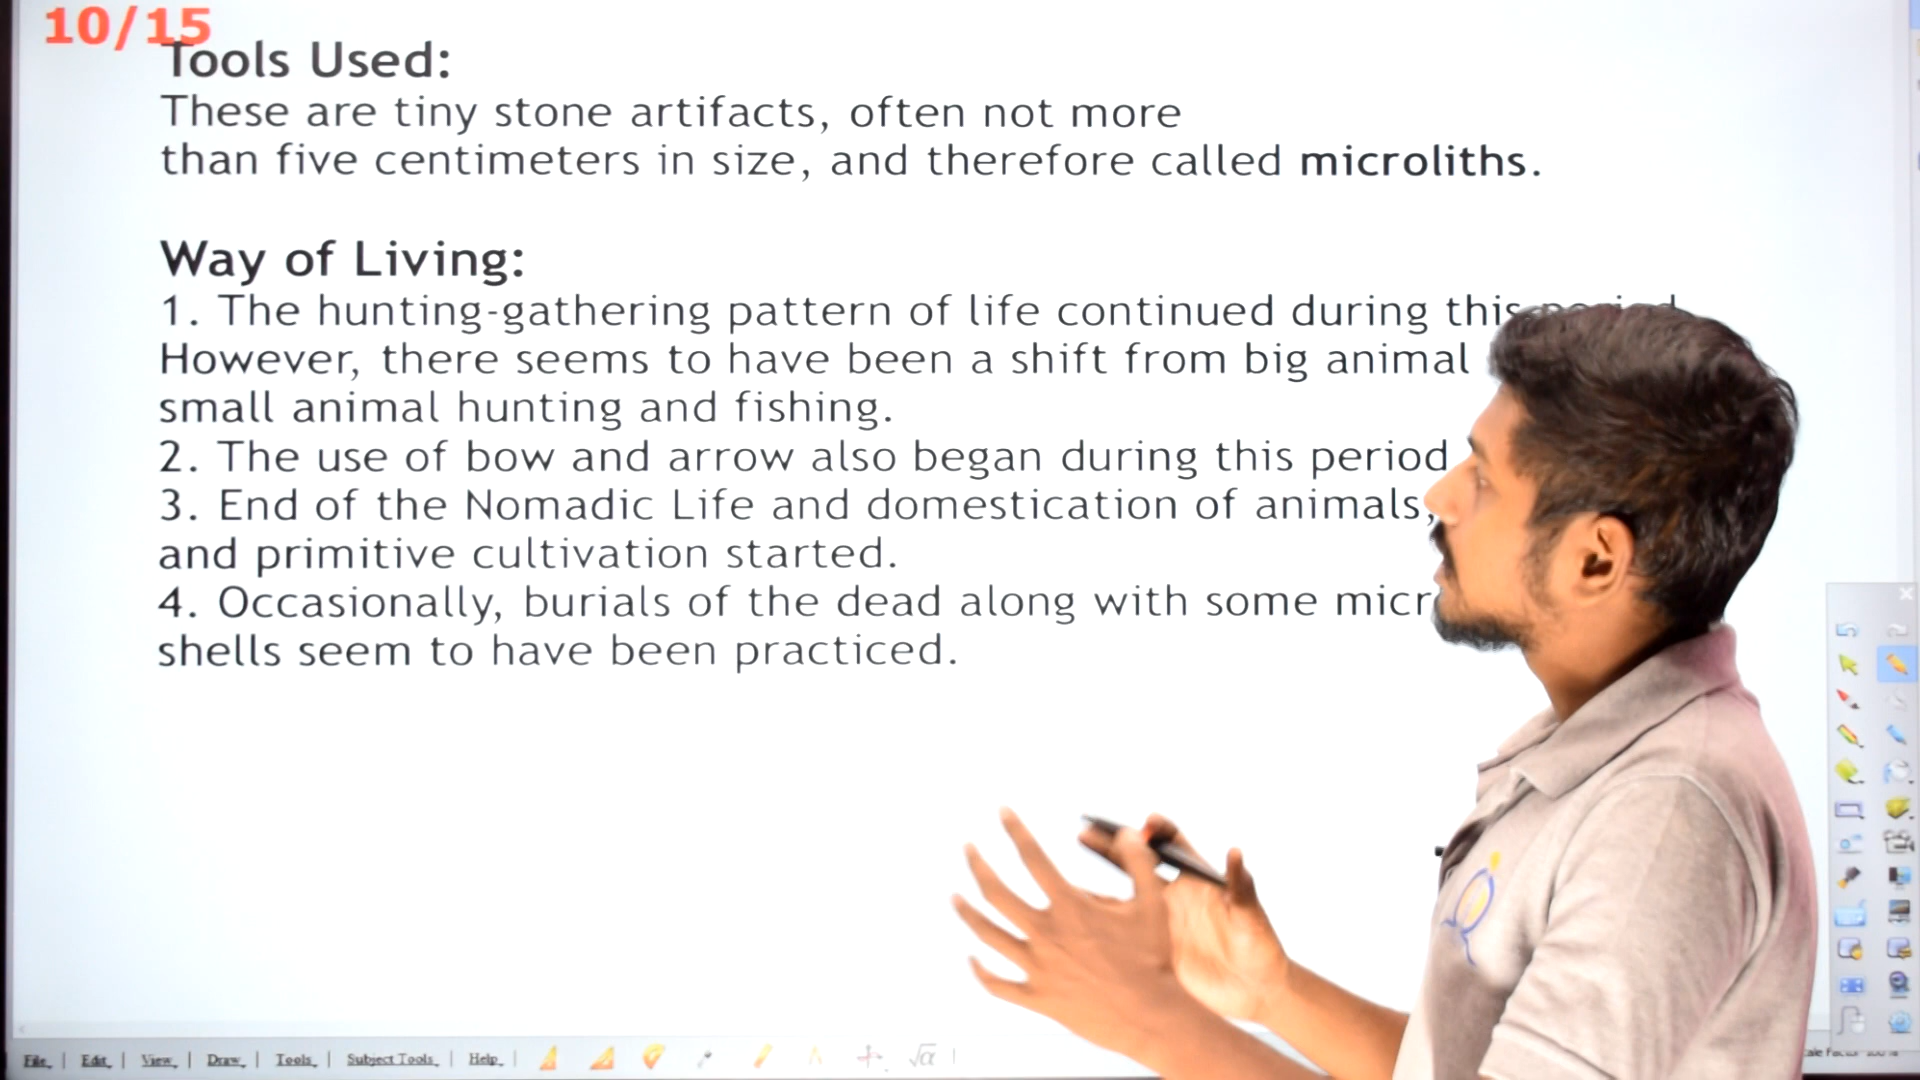 10/15
Tools Used:
These are tiny stone artifacts, often not more
than five centimeters in size, and therefore called microliths.
Way of Living:
1. The hunting-gathering pattern of life continued during this period
However, there seems to have been a shift from big animal
small animal hunting and fishing.
2. The use of bow and arrow also began during this period
3. End of the Nomadic Life and domestication of animals,
and primitive cultivation started.
4. Occasionally, burials of the dead along with some micr
shells seem to have been practiced.
File | Edit | View | Draw | Tools | Subject Tools | Help |
√α